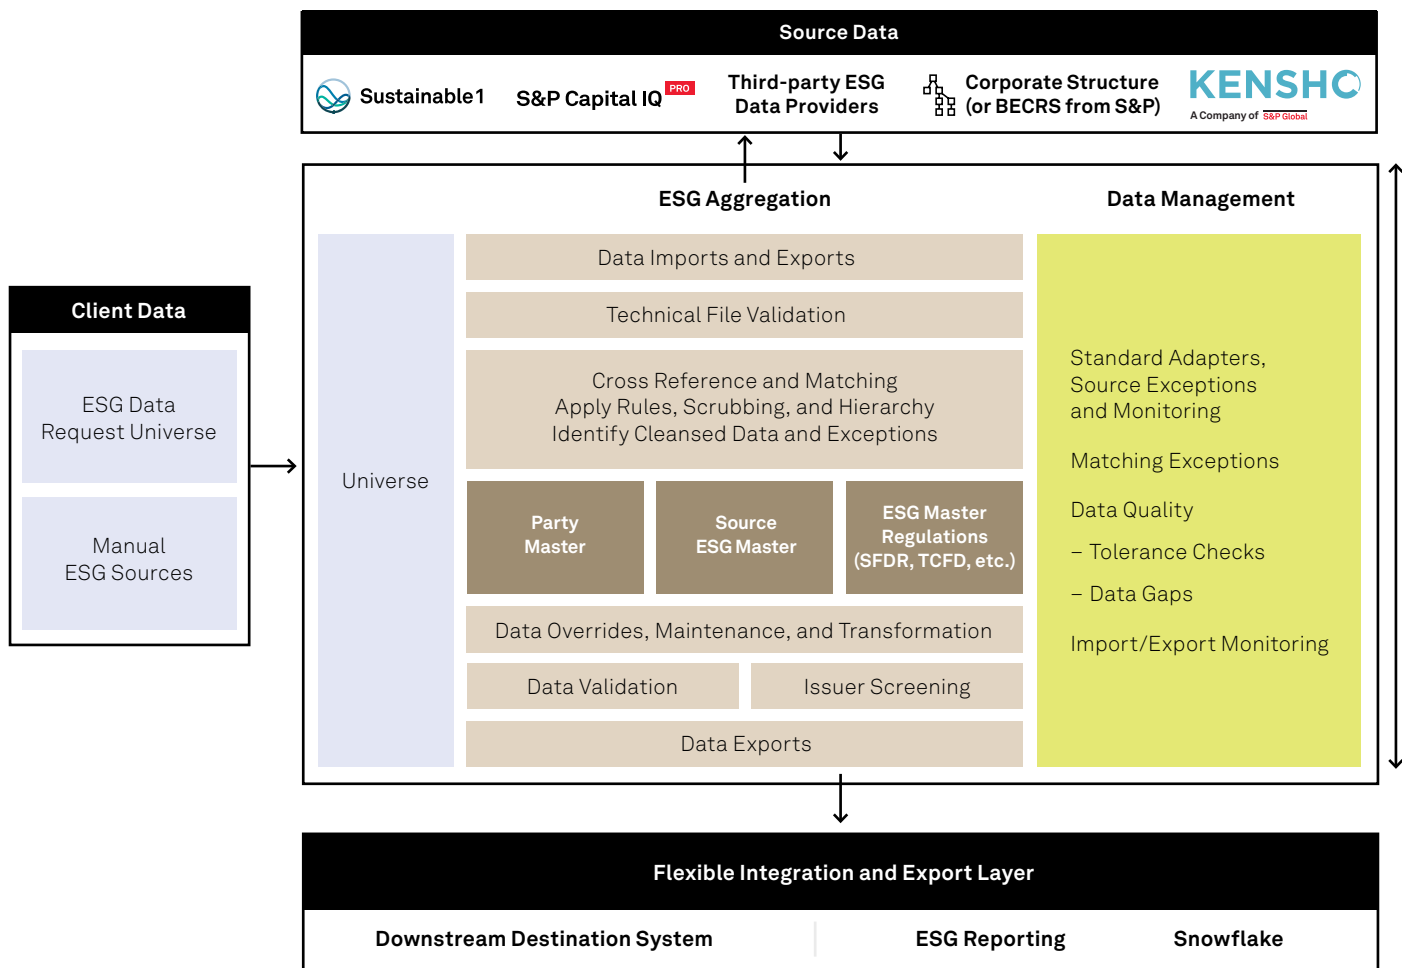 Source Data
Sustainable1
S&P Capital IQ PRO
Third-party ESG
Data Providers
Corporate Structure
(or BECRS from S&P)
KENSHO
A Company of S&P Global
Client Data
ESG Data
Request Universe
Manual
ESG Sources
ESG Aggregation
Data Management
Universe
Data Imports and Exports
Technical File Validation
Cross Reference and Matching
Apply Rules, Scrubbing, and Hierarchy
Identify Cleansed Data and Exceptions
Party
Master
Source
ESG Master
ESG Master
Regulations
(SFDR, TCFD, etc.)
Data Overrides, Maintenance, and Transformation
Data Validation
Issuer Screening
Data Exports
Standard Adapters,
Source Exceptions
and Monitoring
Matching Exceptions
Data Quality
– Tolerance Checks
– Data Gaps
Import/Export Monitoring
Flexible Integration and Export Layer
Downstream Destination System
ESG Reporting
Snowflake